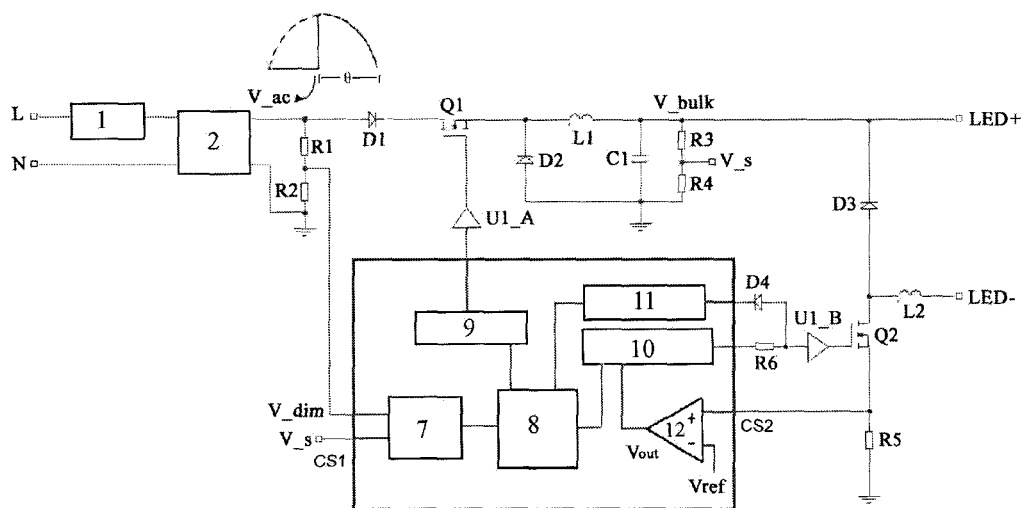 θ
V_ac
L
1
2
N
R1
R2
D1
Q1
D2
L1
C1
V_bulk
R3
V_s
R4
LED+
D3
U1_A
LED-
L2
D4
U1_B
Q2
R6
11
9
10
V_dim
7
8
12
+
-
CS2
V_s
CS1
Vout
Vref
R5